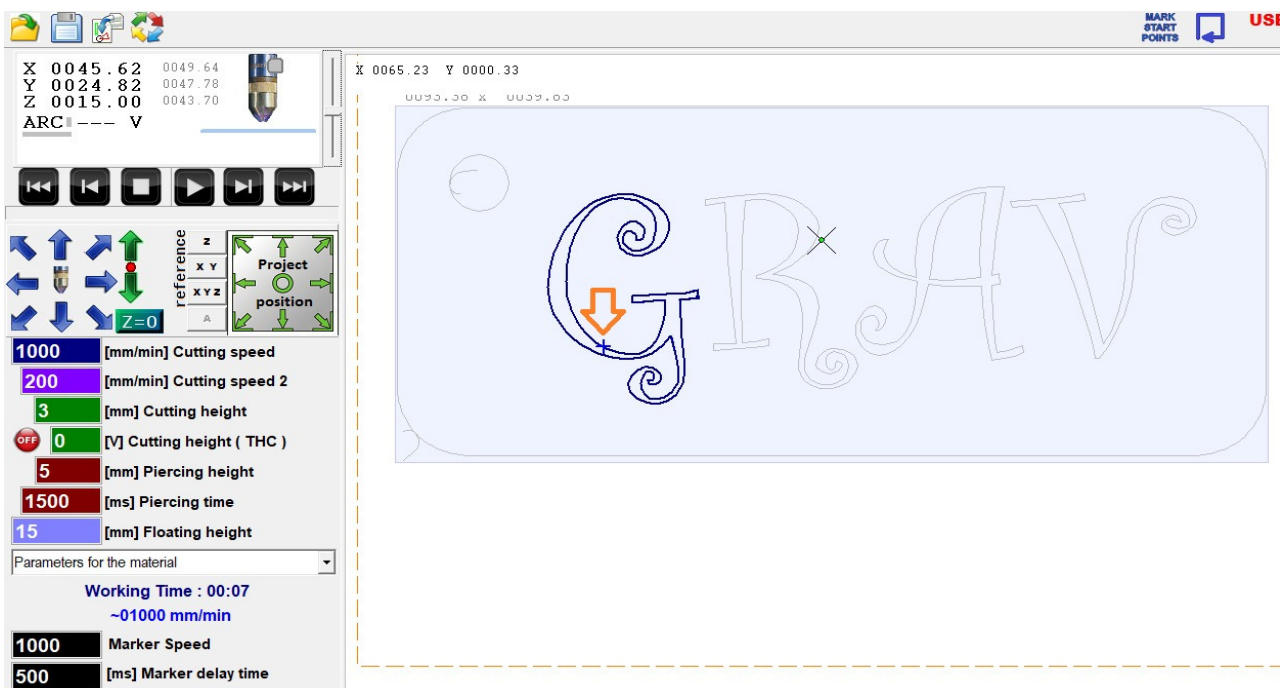 MARK
START
POINTS
USE
X 0045.62 0049.64
Y 0024.82 0047.78
Z 0015.00 0043.70
ARC --- V
X 0065.23 Y 0000.33
0093.38 x 0039.83
reference
Z
X Y
X Y Z
A
Project
position
Z=0
1000 [mm/min] Cutting speed
200 [mm/min] Cutting speed 2
3 [mm] Cutting height
OFF 0 [V] Cutting height ( THC )
5 [mm] Piercing height
1500 [ms] Piercing time
15 [mm] Floating height
Parameters for the material
Working Time : 00:07
~01000 mm/min
1000 Marker Speed
500 [ms] Marker delay time
GRAV